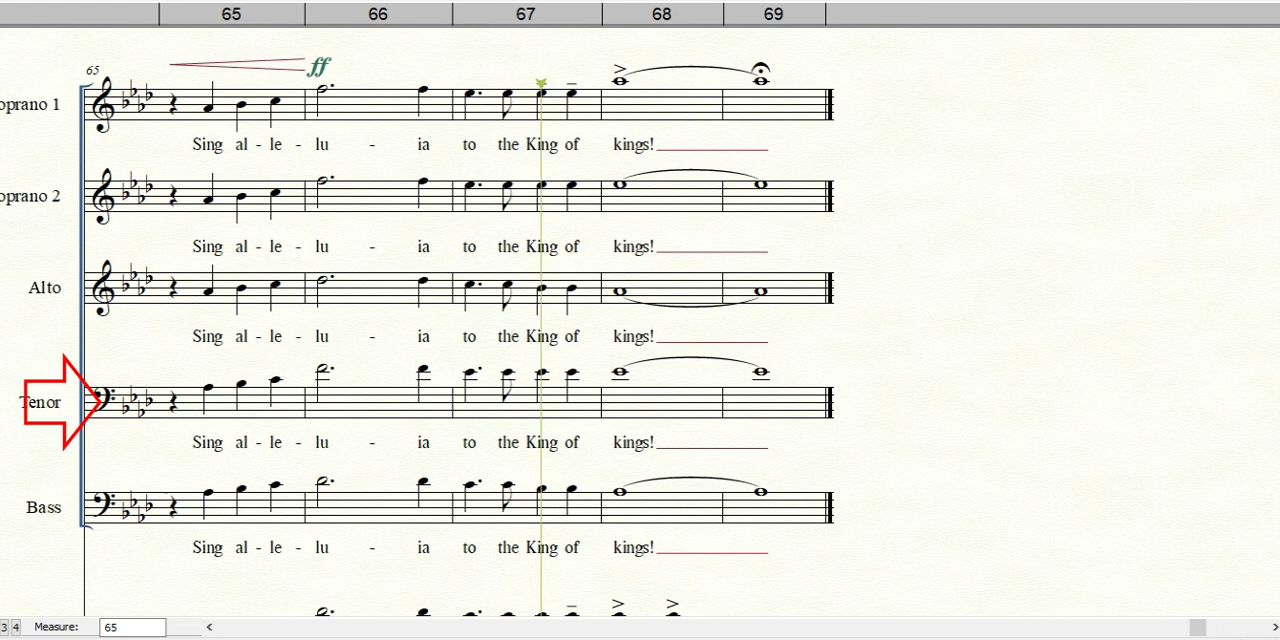 65 66 67 68 69
65 ff
oprano 1
Sing al - le - lu - ia to the King of kings!
oprano 2
Sing al - le - lu - ia to the King of kings!
Alto
Sing al - le - lu - ia to the King of kings!
Tenor
Sing al - le - lu - ia to the King of kings!
Bass
Sing al - le - lu - ia to the King of kings!
3 4 Measure: 65